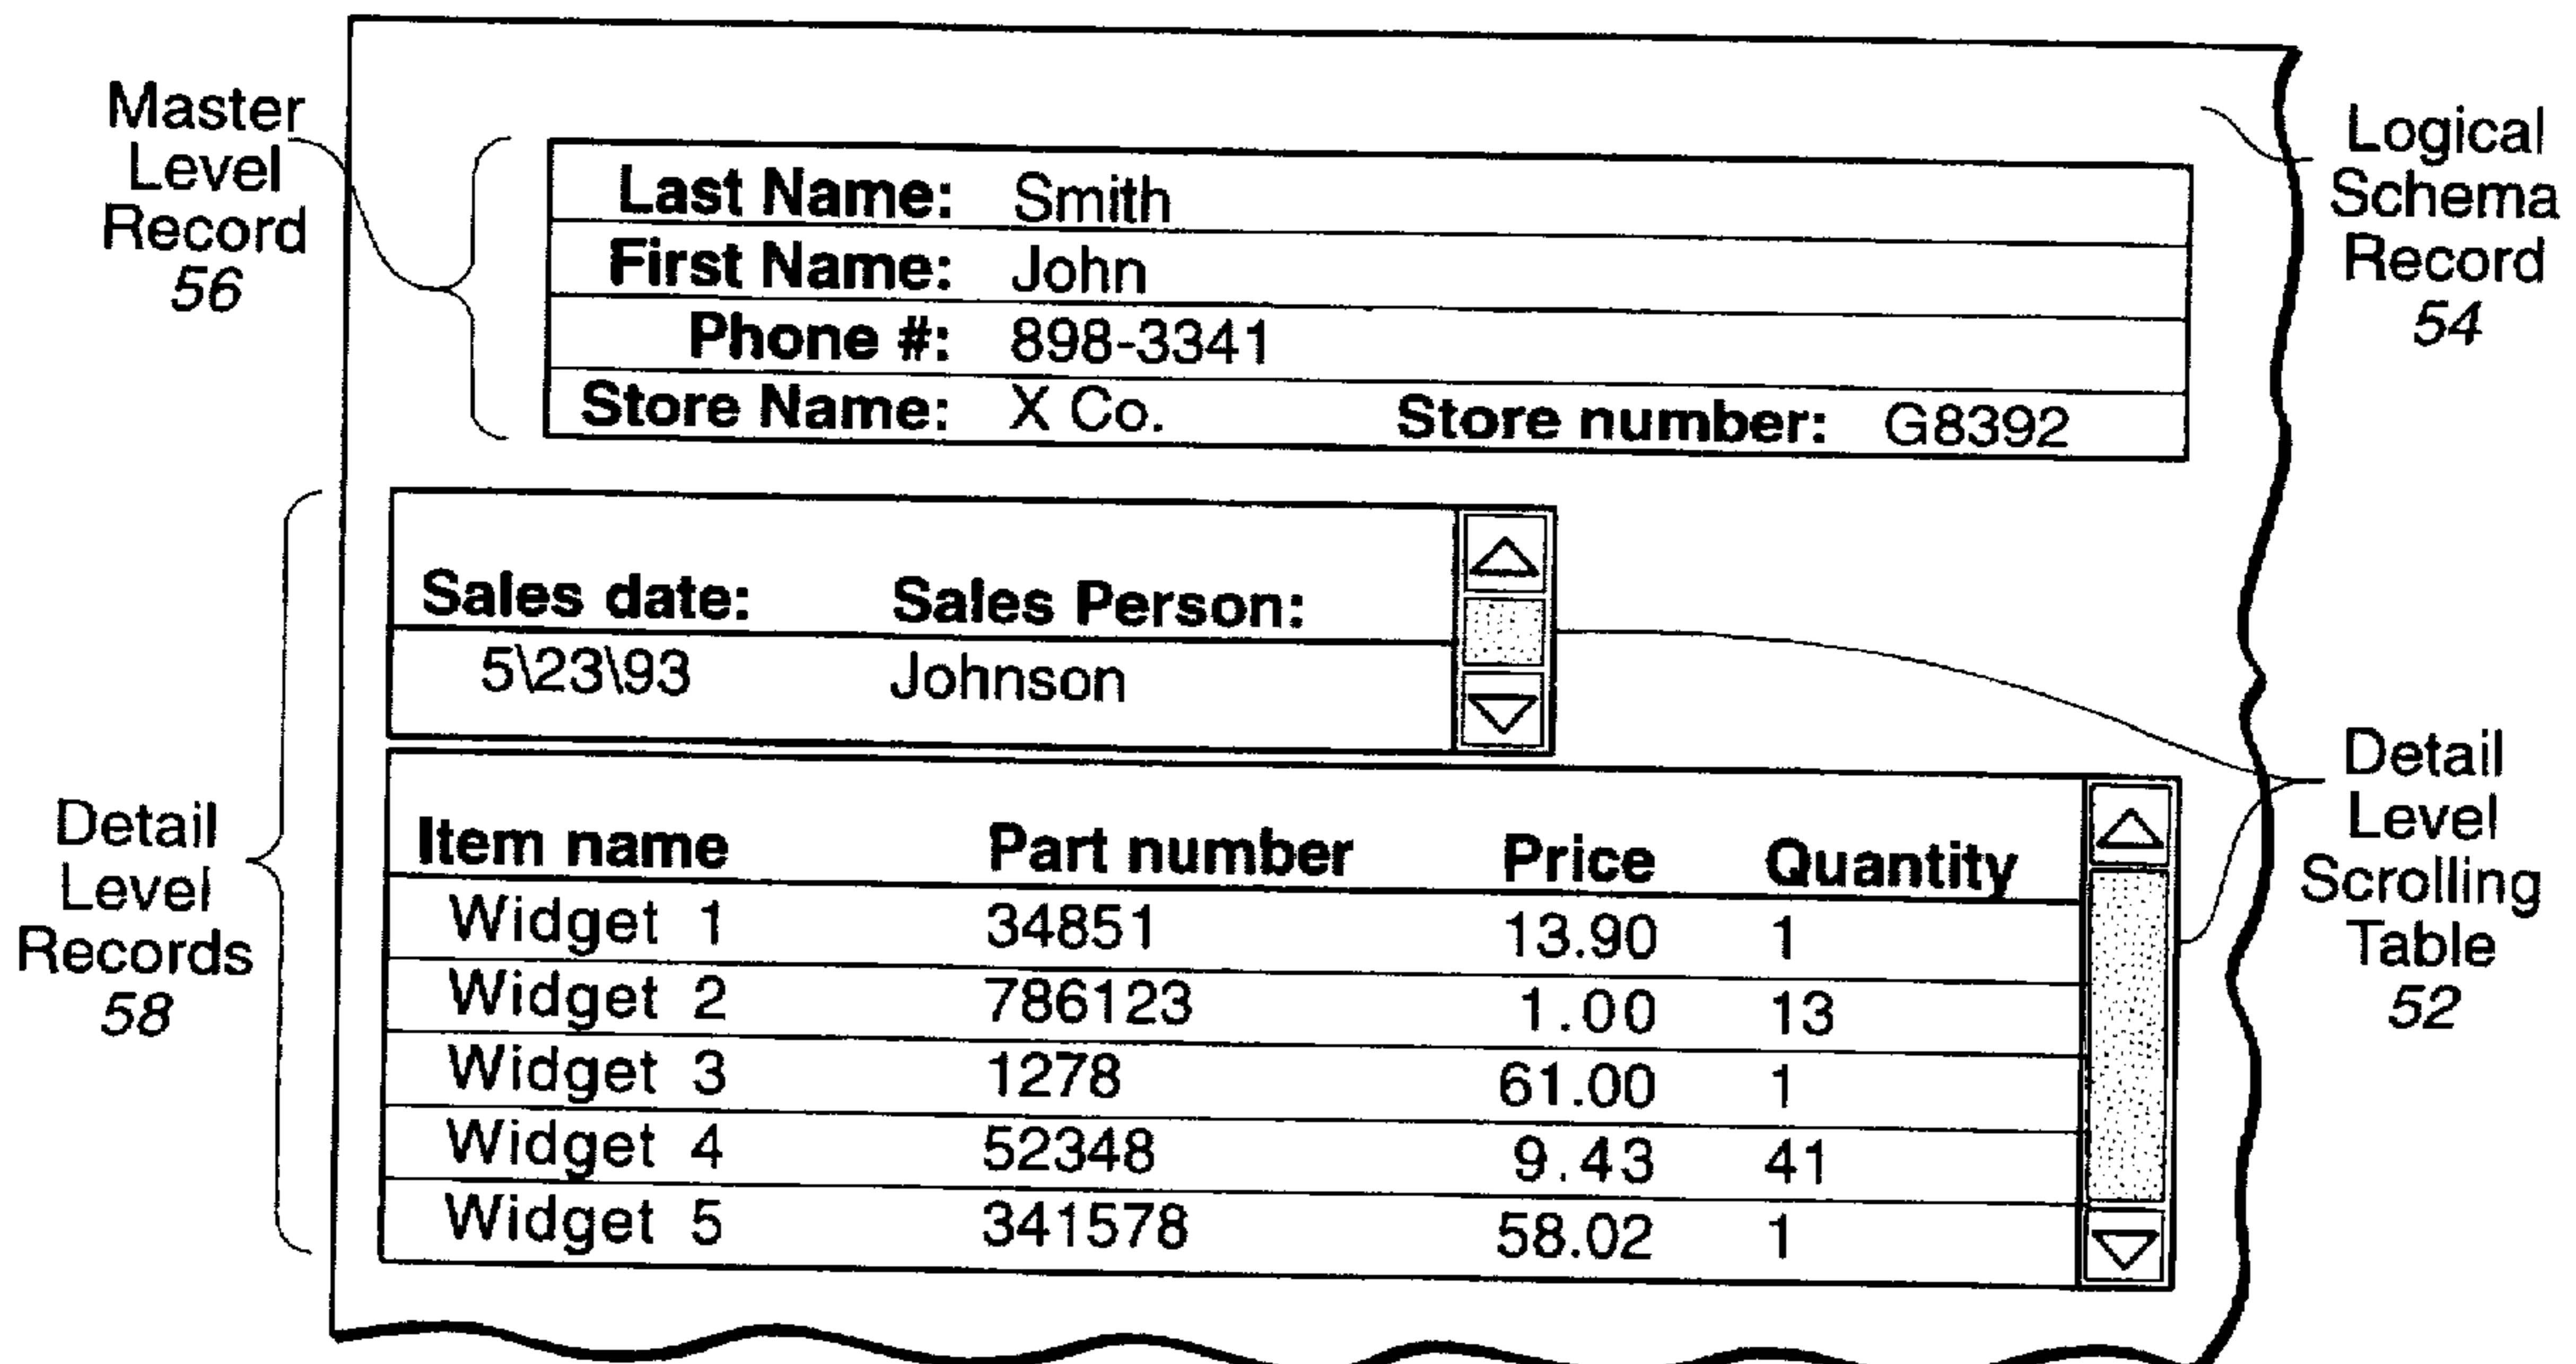 Master
Level
Record
56
Logical
Schema
Record
54
Last Name: Smith
First Name: John
Phone #: 898-3341
Store Name: X Co. Store number: G8392
Sales date: Sales Person:
5\23\93 Johnson
Detail
Level
Records
58
Item name Part number Price Quantity
Widget 1 34851 13.90 1
Widget 2 786123 1.00 13
Widget 3 1278 61.00 1
Widget 4 52348 9.43 41
Widget 5 341578 58.02 1
Detail
Level
Scrolling
Table
52